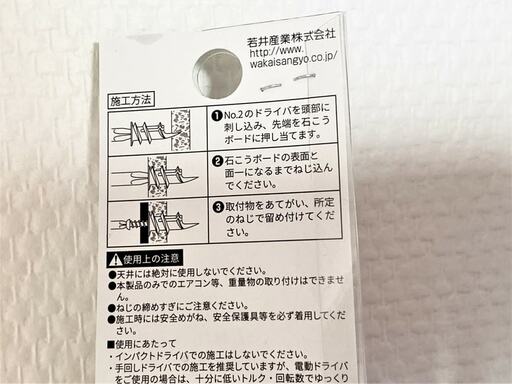 若井産業株式会社
http://www.
wakaisangyo.co.jp/
施工方法
❶No.2のドライバを頭部に
刺し込み、先端を石こう
ボードに押し当てます。
❷石こうボードの表面と
面一になるまでねじ込ん
でください。
❸取付物をあてがい、所定
のねじで留め付けてくだ
さい。
使用上の注意
●天井には絶対に使用しないでください。
●本製品のみでのエアコン等、重量物の取り付けはできませ
ん。
●ねじの締めすぎにご注意ください。
●施工時には安全めがね、安全保護具等を必ず着用してくだ
さい。
■使用にあたって
・インパクトドライバでの施工はしないでください。
・手回しドライバでの施工を推奨していますが、電動ドライバ
をご使用の場合は、十分に低いトルク・回転数でゆっくり